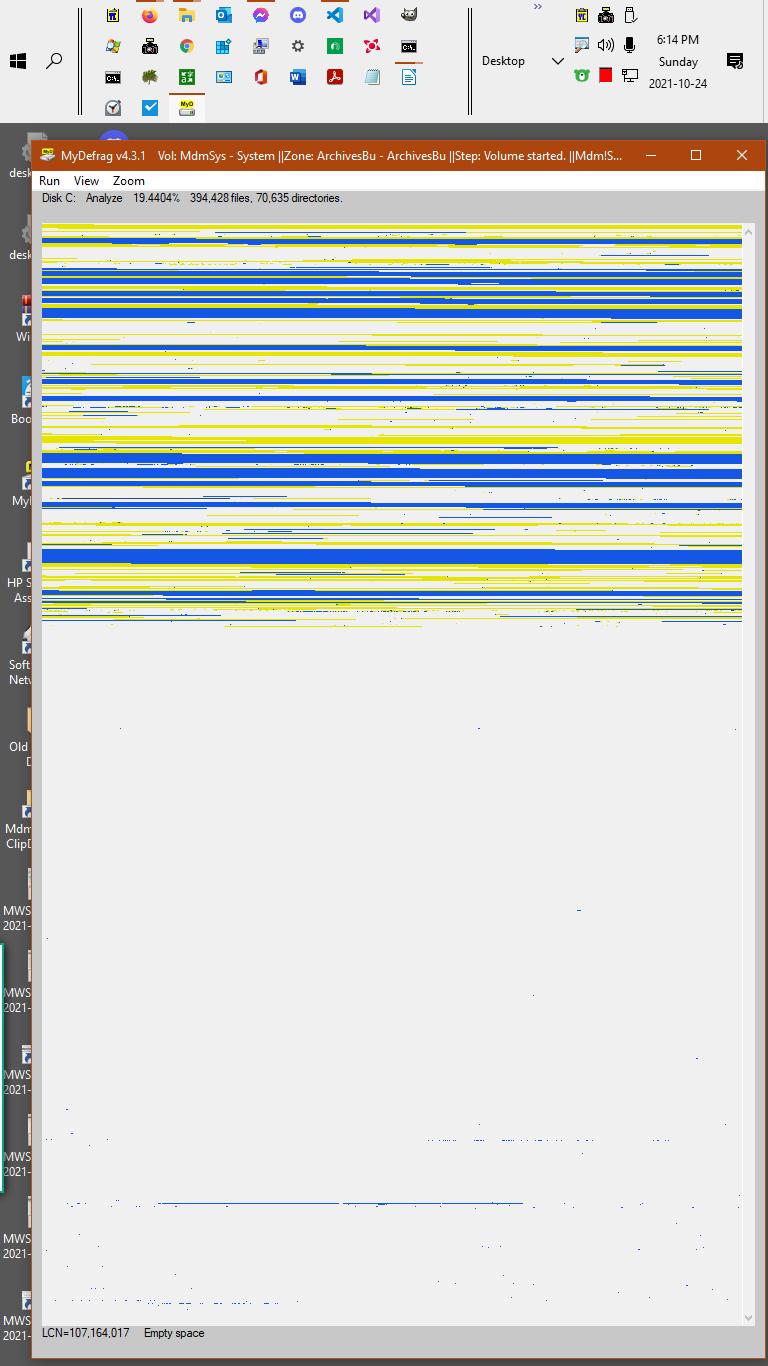 »
6:14 PM
Desktop
Sunday
2021-10-24
MyD
MyDefrag v4.3.1 Vol: MdmSys - System ||Zone: ArchivesBu - ArchivesBu ||Step: Volume started. ||Mdm!S...
Run View Zoom
Disk C: Analyze 19.4404% 394,428 files, 70,635 directories.
desk
desk
Wi
Boo
HP S
Ass
Soft
Old
D
Mdm
ClipD
MWS
2021-
MWS
2021-
MWS
2021-
MWS
2021-
MWS
2021-
MWS
2021-
LCN=107,164,017 Empty space